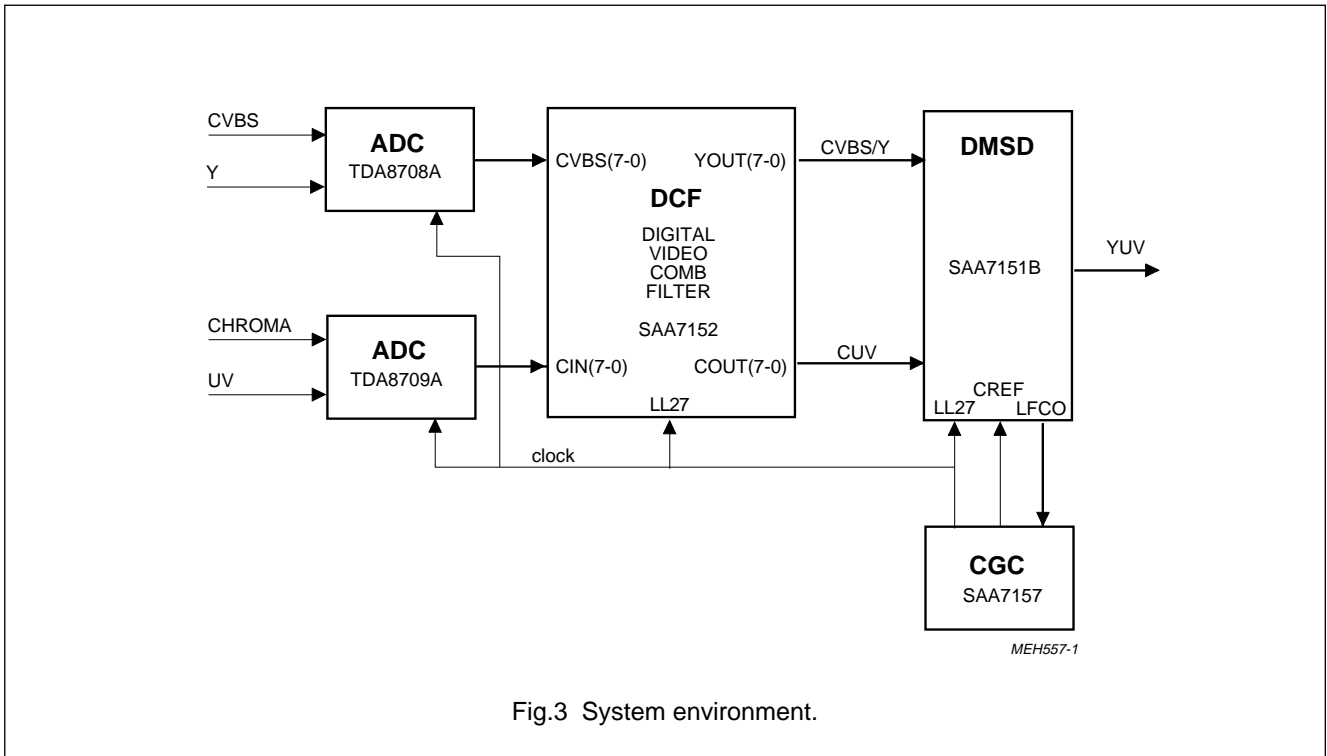 CVBS
Y
ADC
TDA8708A
CHROMA
UV
ADC
TDA8709A
CVBS(7-0)
YOUT(7-0)
DCF
DIGITAL
VIDEO
COMB
FILTER
SAA7152
CIN(7-0)
COUT(7-0)
LL27
clock
CVBS/Y
CUV
DMSD
SAA7151B
CREF
LL27
LFCO
YUV
CGC
SAA7157
MEH557-1
Fig.3 System environment.